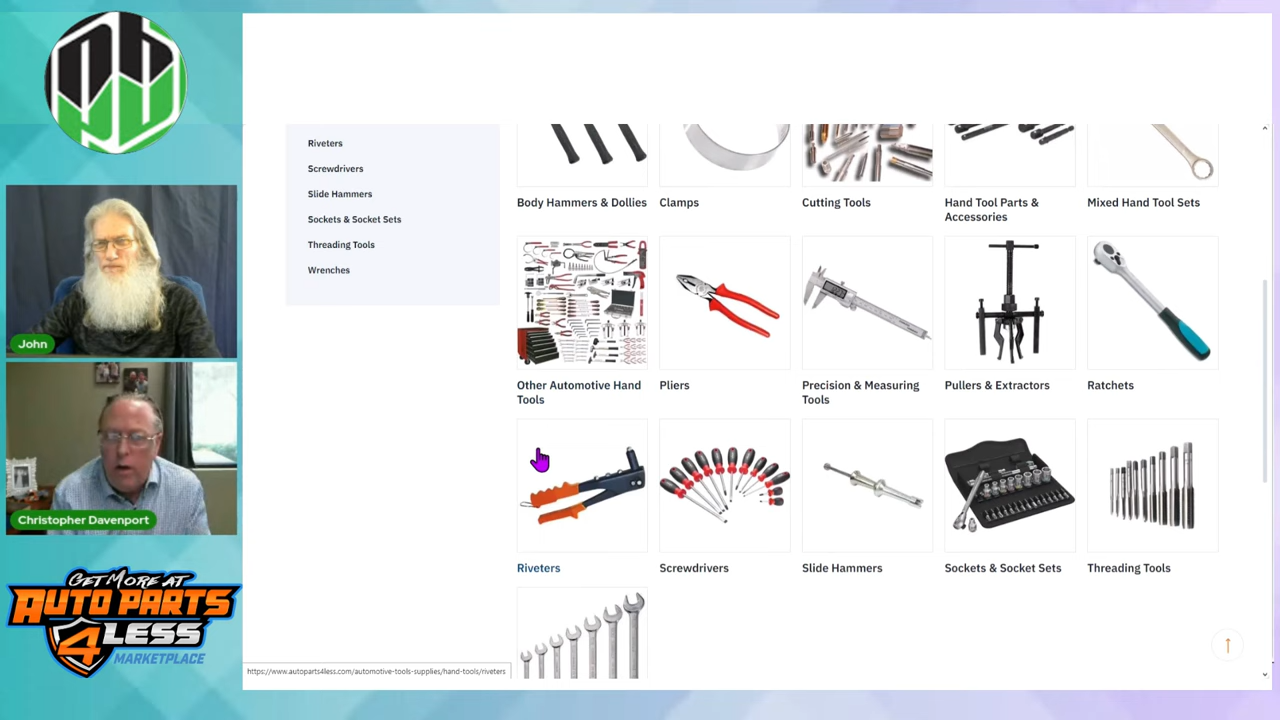 John
Christopher Davenport
GET MORE AT
AUTO PARTS
4 LESS
MARKETPLACE
Riveters
Screwdrivers
Slide Hammers
Sockets & Socket Sets
Threading Tools
Wrenches
Body Hammers & Dollies
Clamps
Cutting Tools
Hand Tool Parts &
Accessories
Mixed Hand Tool Sets
Other Automotive Hand
Tools
Pliers
Precision & Measuring
Tools
Pullers & Extractors
Ratchets
Riveters
Screwdrivers
Slide Hammers
Sockets & Socket Sets
Threading Tools
https://www.autoparts4less.com/automotive-tools-supplies/hand-tools/riveters